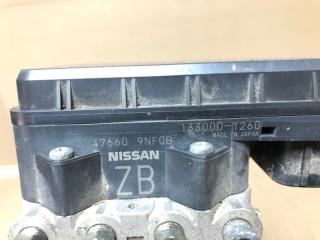 133000-1260
MADE IN JAPAN
47660 9NF0B
NISSAN
ZB